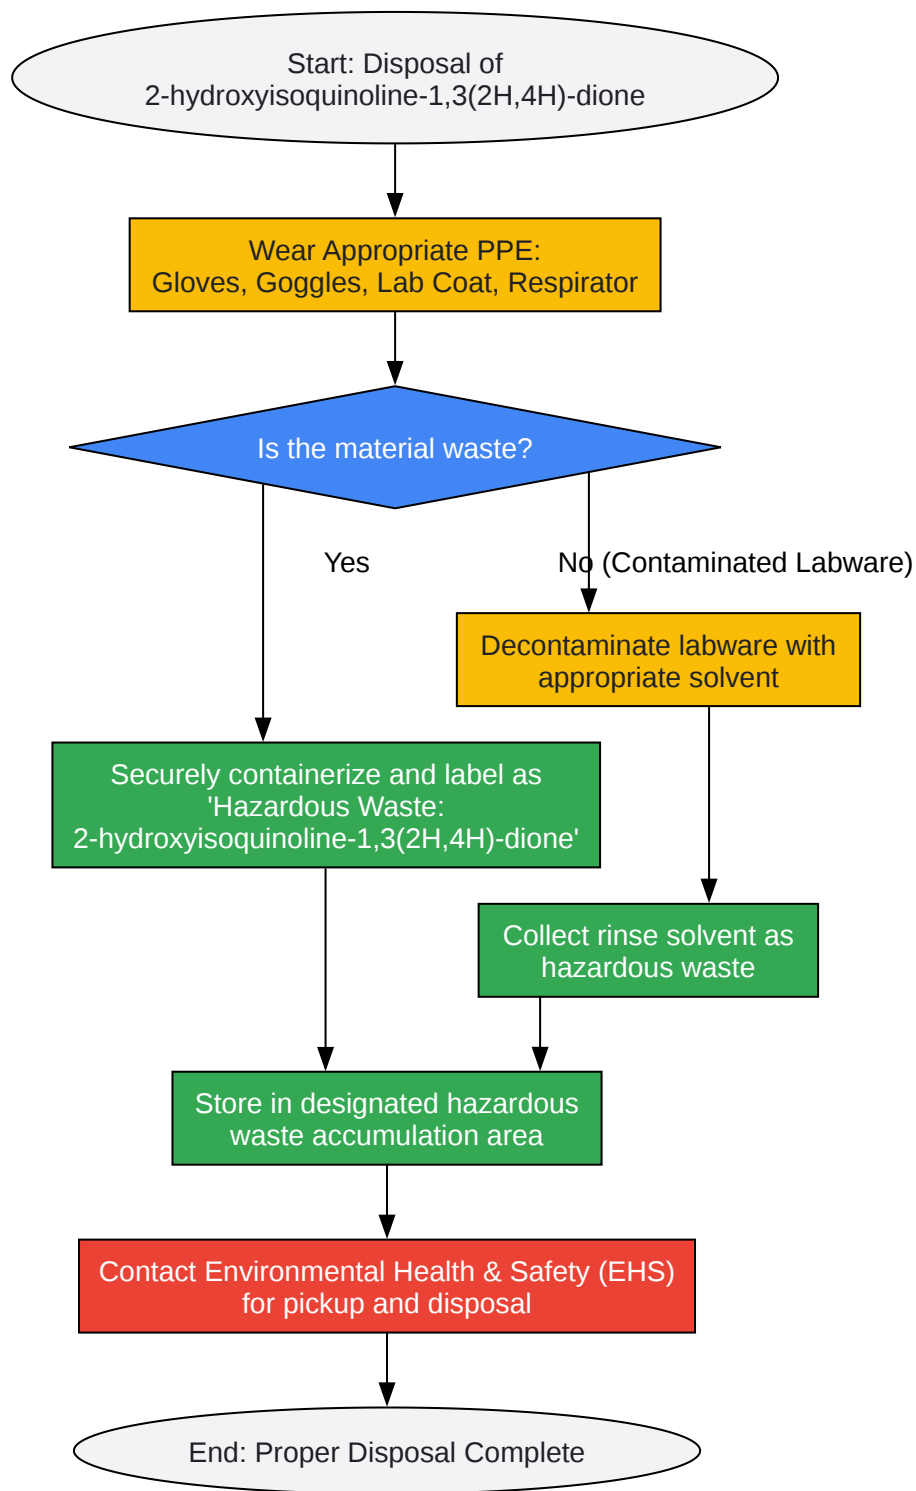 Start: Disposal of
2-hydroxyisoquinoline-1,3(2H,4H)-dione
Wear Appropriate PPE:
Gloves, Goggles, Lab Coat, Respirator
Is the material waste?
Yes
No (Contaminated Labware)
Decontaminate labware with
appropriate solvent
Securely containerize and label as
'Hazardous Waste:
2-hydroxyisoquinoline-1,3(2H,4H)-dione'
Collect rinse solvent as
hazardous waste
Store in designated hazardous
waste accumulation area
Contact Environmental Health & Safety (EHS)
for pickup and disposal
End: Proper Disposal Complete